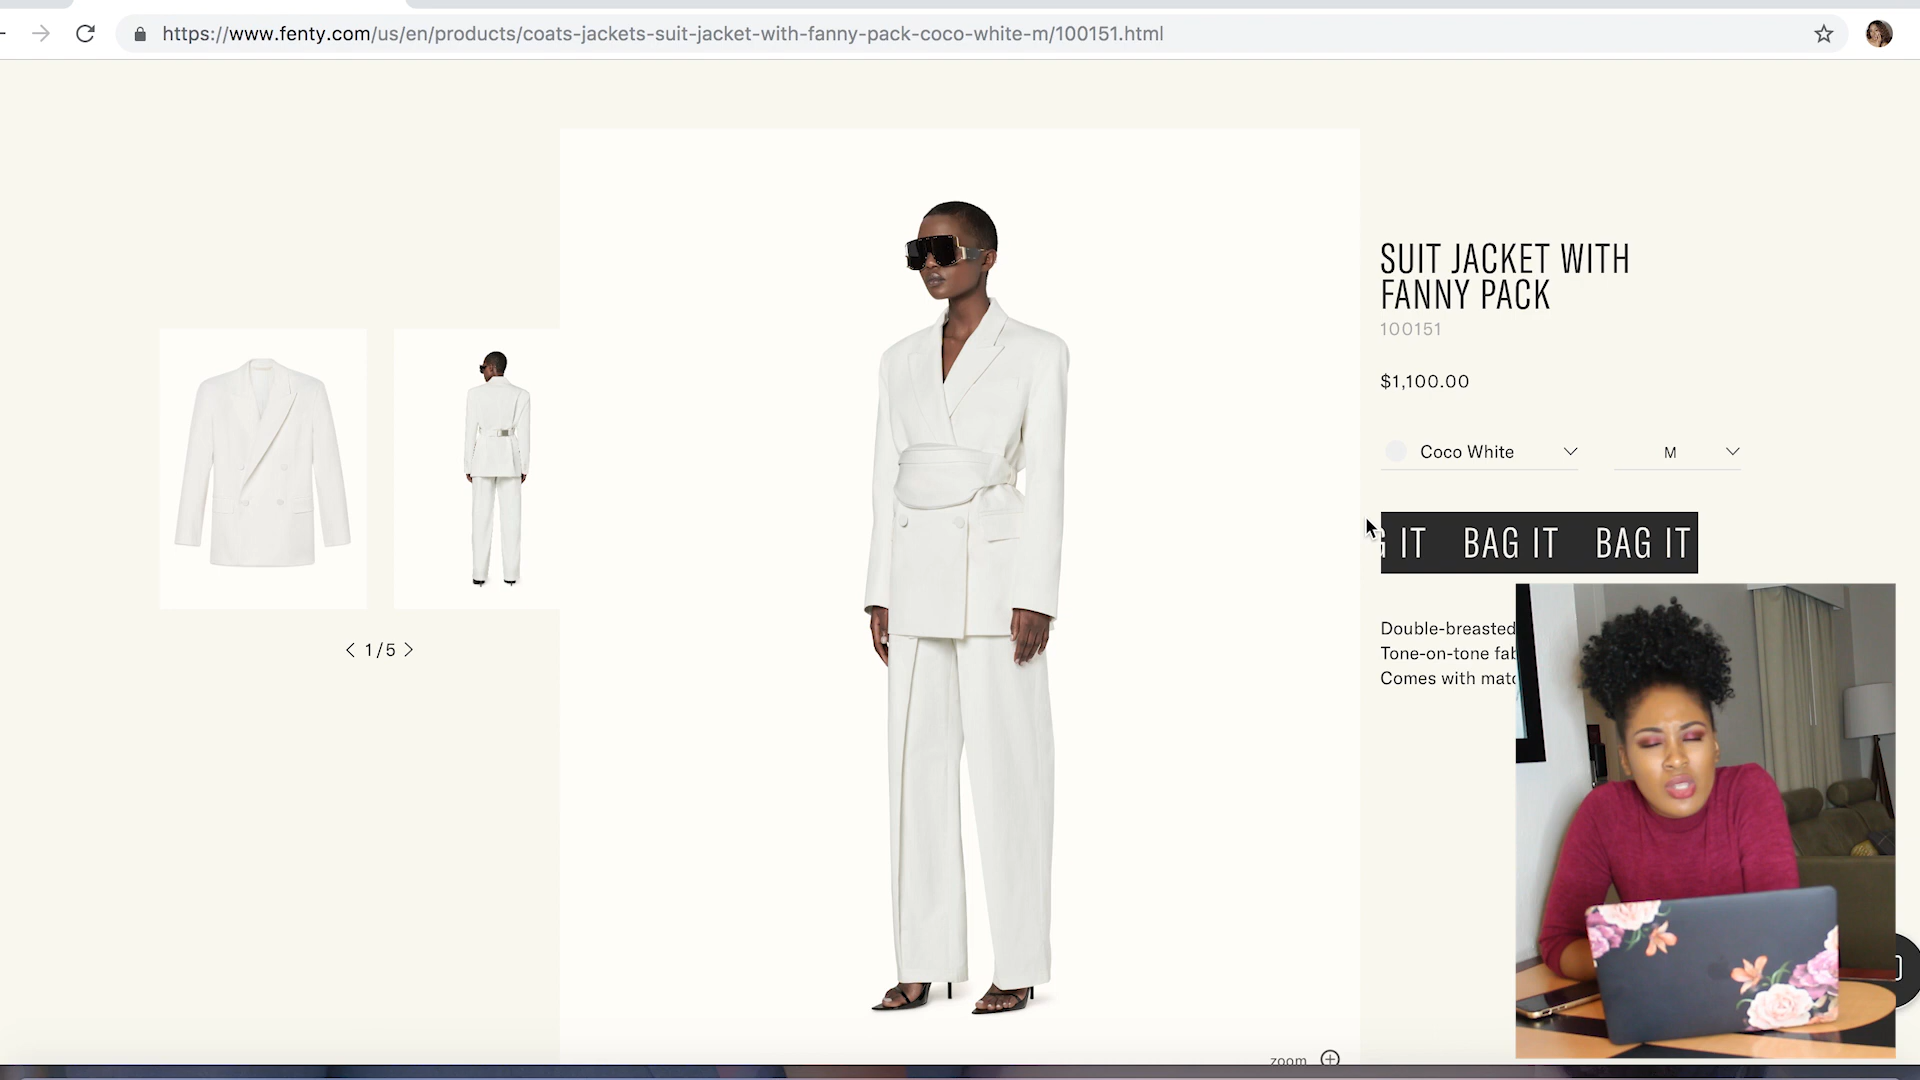 https://www.fenty.com/us/en/products/coats-jackets-suit-jacket-with-fanny-pack-coco-white-m/100151.html
SUIT JACKET WITH
FANNY PACK
100151
$1,100.00
Coco White
M
IT BAG IT BAG IT
Double-breasted
Tone-on-tone
Comes with
1/5
zoom